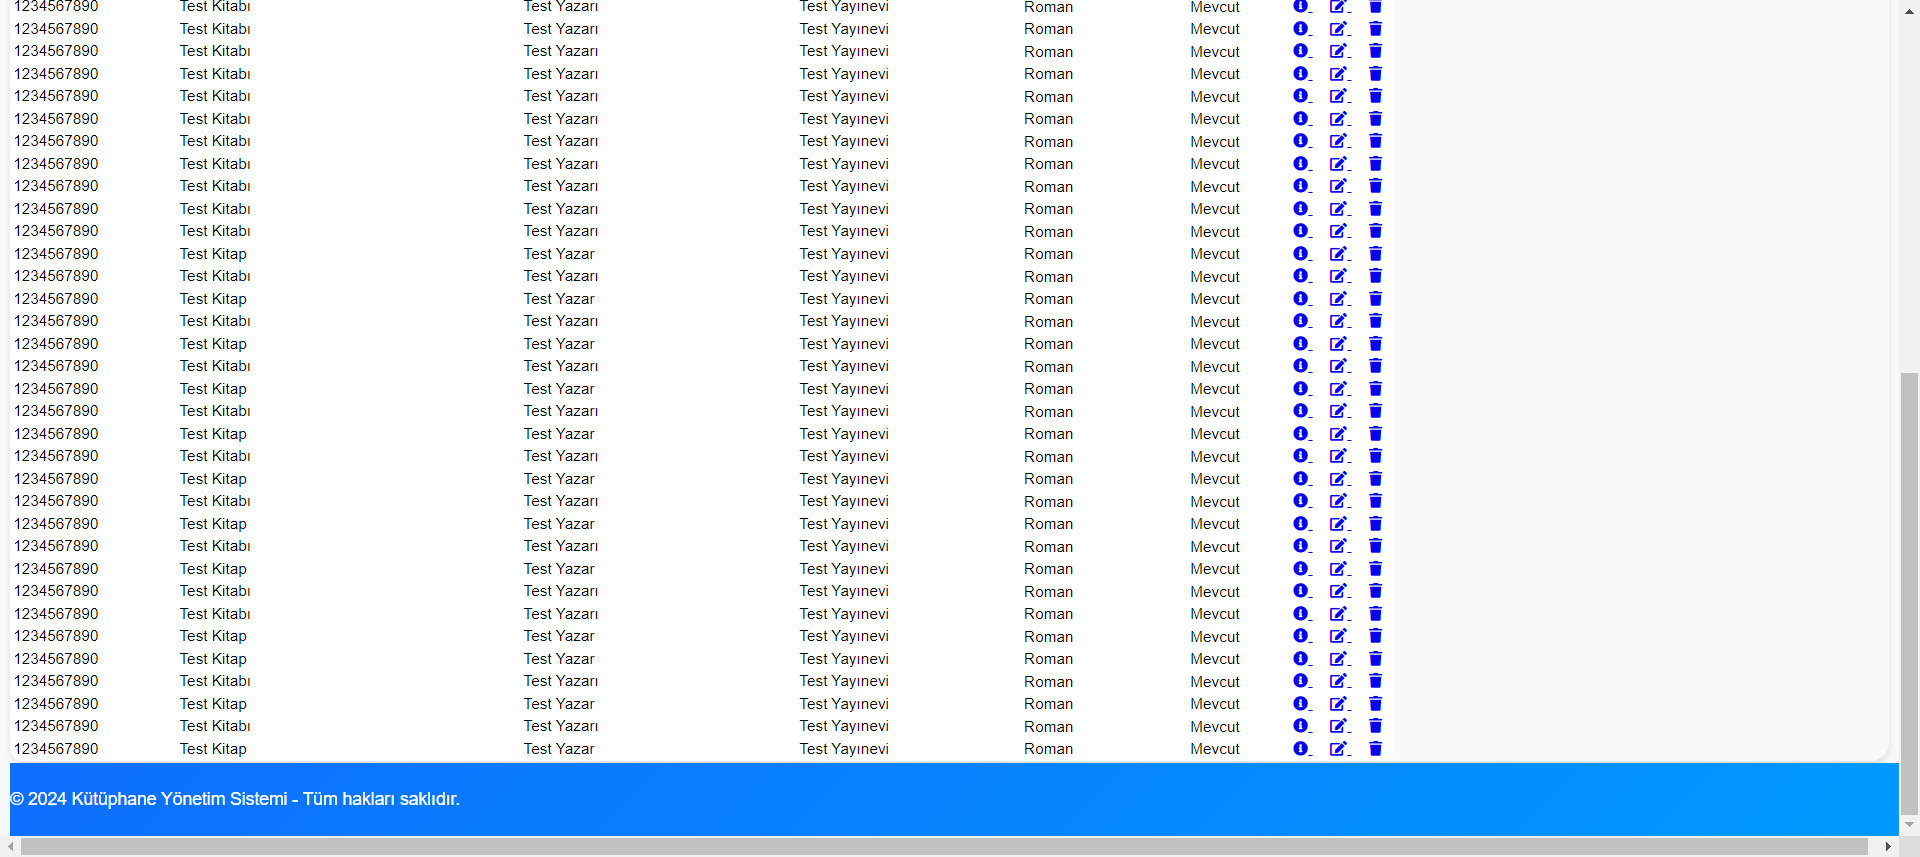 1234567890 Test Kitabı Test Yazarı Test Yayınevi Roman Mevcut
1234567890 Test Kitabı Test Yazarı Test Yayınevi Roman Mevcut
1234567890 Test Kitabı Test Yazarı Test Yayınevi Roman Mevcut
1234567890 Test Kitabı Test Yazarı Test Yayınevi Roman Mevcut
1234567890 Test Kitabı Test Yazarı Test Yayınevi Roman Mevcut
1234567890 Test Kitabı Test Yazarı Test Yayınevi Roman Mevcut
1234567890 Test Kitabı Test Yazarı Test Yayınevi Roman Mevcut
1234567890 Test Kitabı Test Yazarı Test Yayınevi Roman Mevcut
1234567890 Test Kitabı Test Yazarı Test Yayınevi Roman Mevcut
1234567890 Test Kitabı Test Yazarı Test Yayınevi Roman Mevcut
1234567890 Test Kitabı Test Yazarı Test Yayınevi Roman Mevcut
1234567890 Test Kitap Test Yazar Test Yayınevi Roman Mevcut
1234567890 Test Kitabı Test Yazarı Test Yayınevi Roman Mevcut
1234567890 Test Kitap Test Yazar Test Yayınevi Roman Mevcut
1234567890 Test Kitabı Test Yazarı Test Yayınevi Roman Mevcut
1234567890 Test Kitap Test Yazar Test Yayınevi Roman Mevcut
1234567890 Test Kitabı Test Yazarı Test Yayınevi Roman Mevcut
1234567890 Test Kitap Test Yazar Test Yayınevi Roman Mevcut
1234567890 Test Kitabı Test Yazarı Test Yayınevi Roman Mevcut
1234567890 Test Kitap Test Yazar Test Yayınevi Roman Mevcut
1234567890 Test Kitabı Test Yazarı Test Yayınevi Roman Mevcut
1234567890 Test Kitap Test Yazar Test Yayınevi Roman Mevcut
1234567890 Test Kitabı Test Yazarı Test Yayınevi Roman Mevcut
1234567890 Test Kitap Test Yazar Test Yayınevi Roman Mevcut
1234567890 Test Kitabı Test Yazarı Test Yayınevi Roman Mevcut
1234567890 Test Kitap Test Yazar Test Yayınevi Roman Mevcut
1234567890 Test Kitabı Test Yazarı Test Yayınevi Roman Mevcut
1234567890 Test Kitabı Test Yazarı Test Yayınevi Roman Mevcut
1234567890 Test Kitap Test Yazar Test Yayınevi Roman Mevcut
1234567890 Test Kitap Test Yazar Test Yayınevi Roman Mevcut
1234567890 Test Kitabı Test Yazarı Test Yayınevi Roman Mevcut
1234567890 Test Kitap Test Yazar Test Yayınevi Roman Mevcut
1234567890 Test Kitabı Test Yazarı Test Yayınevi Roman Mevcut
1234567890 Test Kitap Test Yazar Test Yayınevi Roman Mevcut
© 2024 Kütüphane Yönetim Sistemi - Tüm hakları saklıdır.